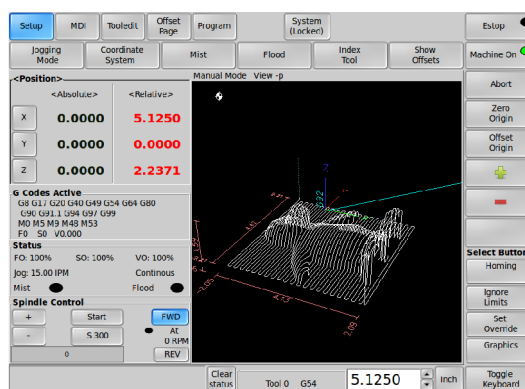 Setup MDI Tooledit Offset Page Program System (Locked) Estop
Jogging Mode Coordinate System Mist Flood Index Tool Show Offsets Machine On
<Position> Manual Mode View -p
<Absolute> <Relative> Abort
X 0.0000 5.1250
Zero Origin
Y 0.0000 0.0000
Offset Origin
Z 0.0000 2.2371
G Codes Active
G8 G17 G20 G40 G49 G54 G64 G80
G90 G91.1 G94 G97 G99
M0 M5 M9 M48 M53
F0 S0 V0.000
Status
FO: 100% SO: 100% VO: 100%
Select Button
Homing
Jog: 15.00 IPM Continous
Mist Flood
Ignore Limits
Spindle Control
+ Start FWD
Set Override
- S 300 At 0 RPM
Graphics
0 REV
Clear status Tool 0 G54 5.1250 Inch Toggle Keyboard